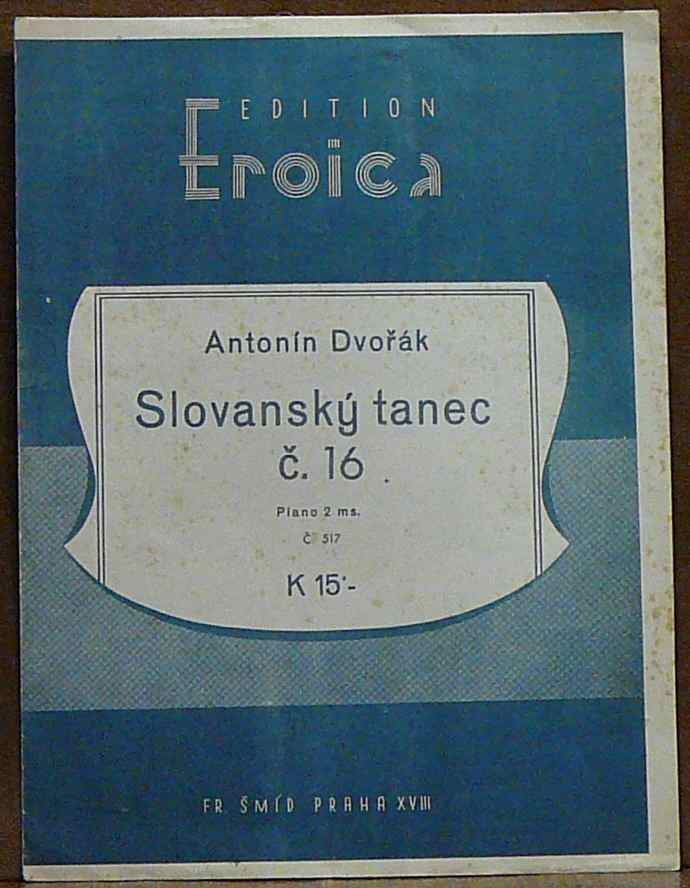 EDITION
Eroica
Antonín Dvořák
Slovanský tanec
č. 16
Piano 2 ms.
Č 517
K 15·-
FR. ŠMÍD PRAHA XVIII